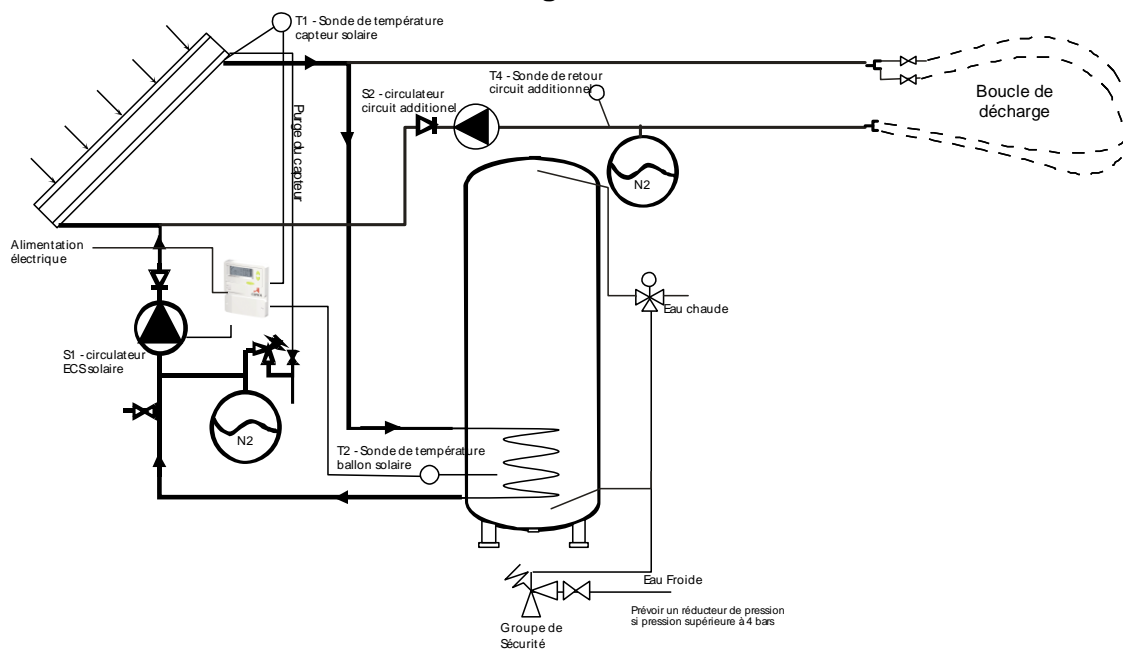 T1 - Sonde de température
capteur solaire
T4 - Sonde de retour
circuit additionnel
S2 - circulateur
circuit additionel
Boucle de
décharge
Purge du capteur
N2
Alimentation
électrique
Eau chaude
S1 - circulateur
ECS solaire
N2
T2 - Sonde de température
ballon solaire
Eau Froide
Prévoir un réducteur de pression
si pression supérieure à 4 bars
Groupe de
Sécurité